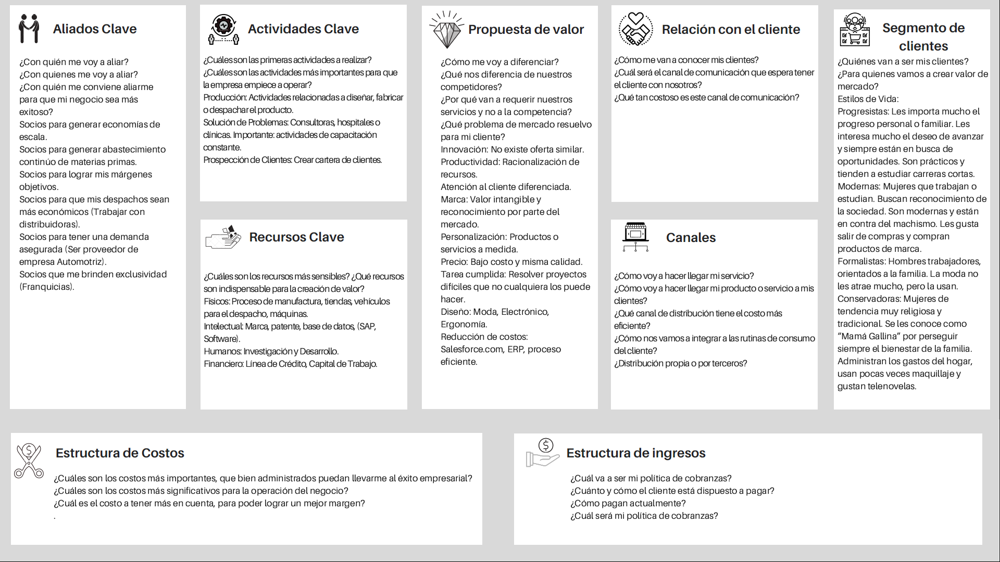 Aliados Clave
¿Con quién me voy a aliar?
¿Con quienes me voy a aliar?
¿Con quién me conviene aliarme
para que mi negocio sea más
exitoso?
Socios para generar economías de
escala.
Socios para generar abastecimiento
continúo de materias primas.
Socios para lograr mis márgenes
objetivos.
Socios para que mis despachos sean
más económicos (Trabajar con
distribuidoras).
Socios para tener una demanda
asegurada (Ser proveedor de
empresa Automotriz).
Socios que me brinden exclusividad
(Franquicias).
Actividades Clave
¿Cuáles son las primeras actividades a realizar?
¿Cuáles son las actividades más importantes para que
la empresa empiece a operar?
Producción: Actividades relacionadas a diseñar, fabricar
o despachar el producto.
Solución de Problemas: Consultoras, hospitales o
clínicas. Importante: actividades de capacitación
constante.
Prospección de Clientes: Crear cartera de clientes.
Recursos Clave
¿Cuáles son los recursos más sensibles? ¿Qué recursos
son indispensable para la creación de valor?
Físicos: Proceso de manufactura, tiendas, vehículos
para el despacho, máquinas.
Intelectual: Marca, patente, base de datos, (SAP,
Software).
Humanos: Investigación y Desarrollo.
Financiero: Línea de Crédito, Capital de Trabajo.
Propuesta de valor
¿Cómo me voy a diferenciar?
¿Qué nos diferencia de nuestros
competidores?
¿Por qué van a requerir nuestros
servicios y no a la competencia?
¿Qué problema de mercado resuelvo
para mi cliente?
Innovación: No existe oferta similar.
Productividad: Racionalización de
recursos.
Atención al cliente diferenciada.
Marca: Valor intangible y
reconocimiento por parte del
mercado.
Personalización: Productos o
servicios a medida.
Precio: Bajo costo y misma calidad.
Tarea cumplida: Resolver proyectos
difíciles que no cualquiera los puede
hacer.
Diseño: Moda, Electrónico,
Ergonomía.
Reducción de costos:
Salesforce.com, ERP, proceso
eficiente.
Relación con el cliente
¿Cómo me van a conocer mis clientes?
¿Cuál será el canal de comunicación que espera tener
el cliente con nosotros?
¿Qué tan costoso es este canal de comunicación?
Canales
¿Cómo voy a hacer llegar mi servicio?
¿Cómo voy a hacer llegar mi producto o servicio a mis
clientes?
¿Qué canal de distribución tiene el costo más
eficiente?
¿Cómo nos vamos a integrar a las rutinas de consumo
del cliente?
¿Distribución propia o por terceros?
Segmento de
clientes
¿Quiénes van a ser mis clientes?
¿Para quienes vamos a crear valor de
mercado?
Estilos de Vida:
Progresistas: Les importa mucho el
progreso personal o familiar. Les
interesa mucho el deseo de avanzar
y siempre están en busca de
oportunidades. Son prácticos y
tienden a estudiar carreras cortas.
Modernas: Mujeres que trabajan o
estudian. Buscan reconocimiento de
la sociedad. Son modernas y están
en contra del machismo. Les gusta
salir de compras y compran
productos de marca.
Formalistas: Hombres trabajadores,
orientados a la familia. La moda no
les atrae mucho, pero la usan.
Conservadoras: Mujeres de
tendencia muy religiosa y
tradicional. Se les conoce como
“Mamá Gallina” por perseguir
siempre el bienestar de la familia.
Administran los gastos del hogar,
usan pocas veces maquillaje y
gustan telenovelas.
Estructura de Costos
¿Cuáles son los costos más importantes, que bien administrados puedan llevarme al éxito empresarial?
¿Cuáles son los costos más significativos para la operación del negocio?
¿Cuál es el costo a tener más en cuenta, para poder lograr un mejor margen?
.
Estructura de ingresos
¿Cuál va a ser mi política de cobranzas?
¿Cuánto y cómo el cliente está dispuesto a pagar?
¿Cómo pagan actualmente?
¿Cuál será mi política de cobranzas?